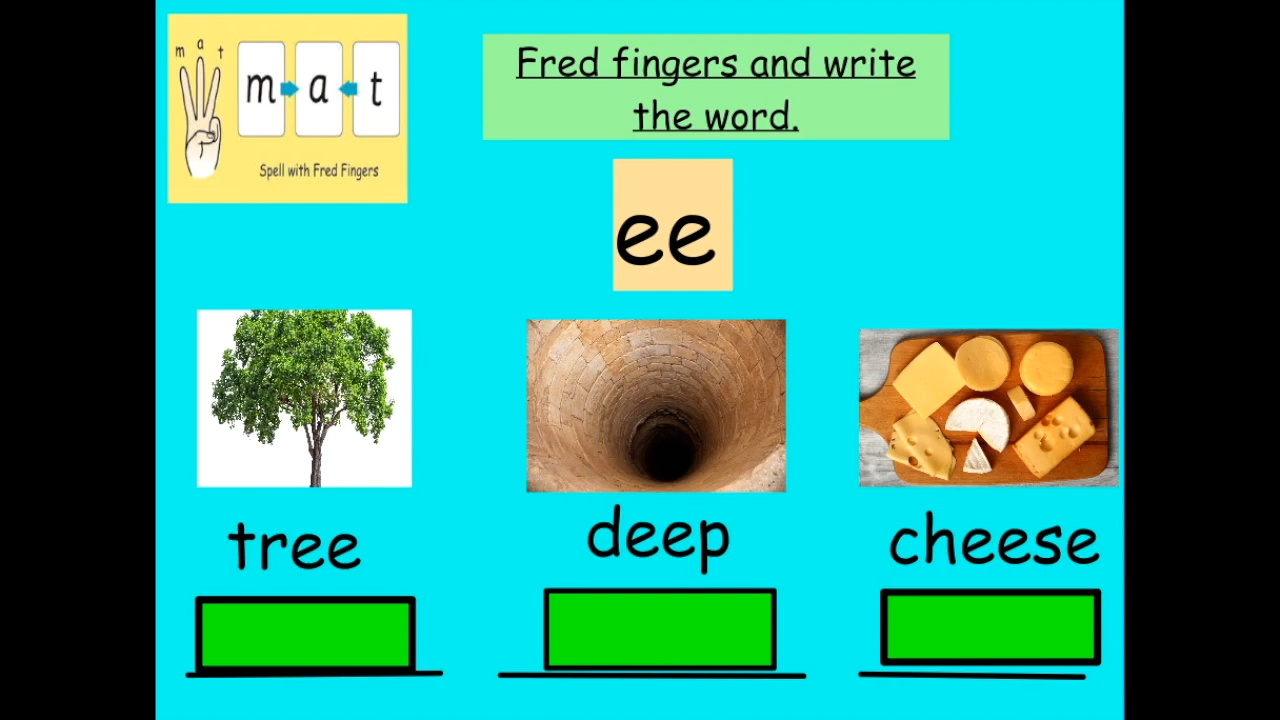 m a t
m a t
Spell with Fred Fingers
Fred fingers and write
the word.
ee
tree
deep
cheese